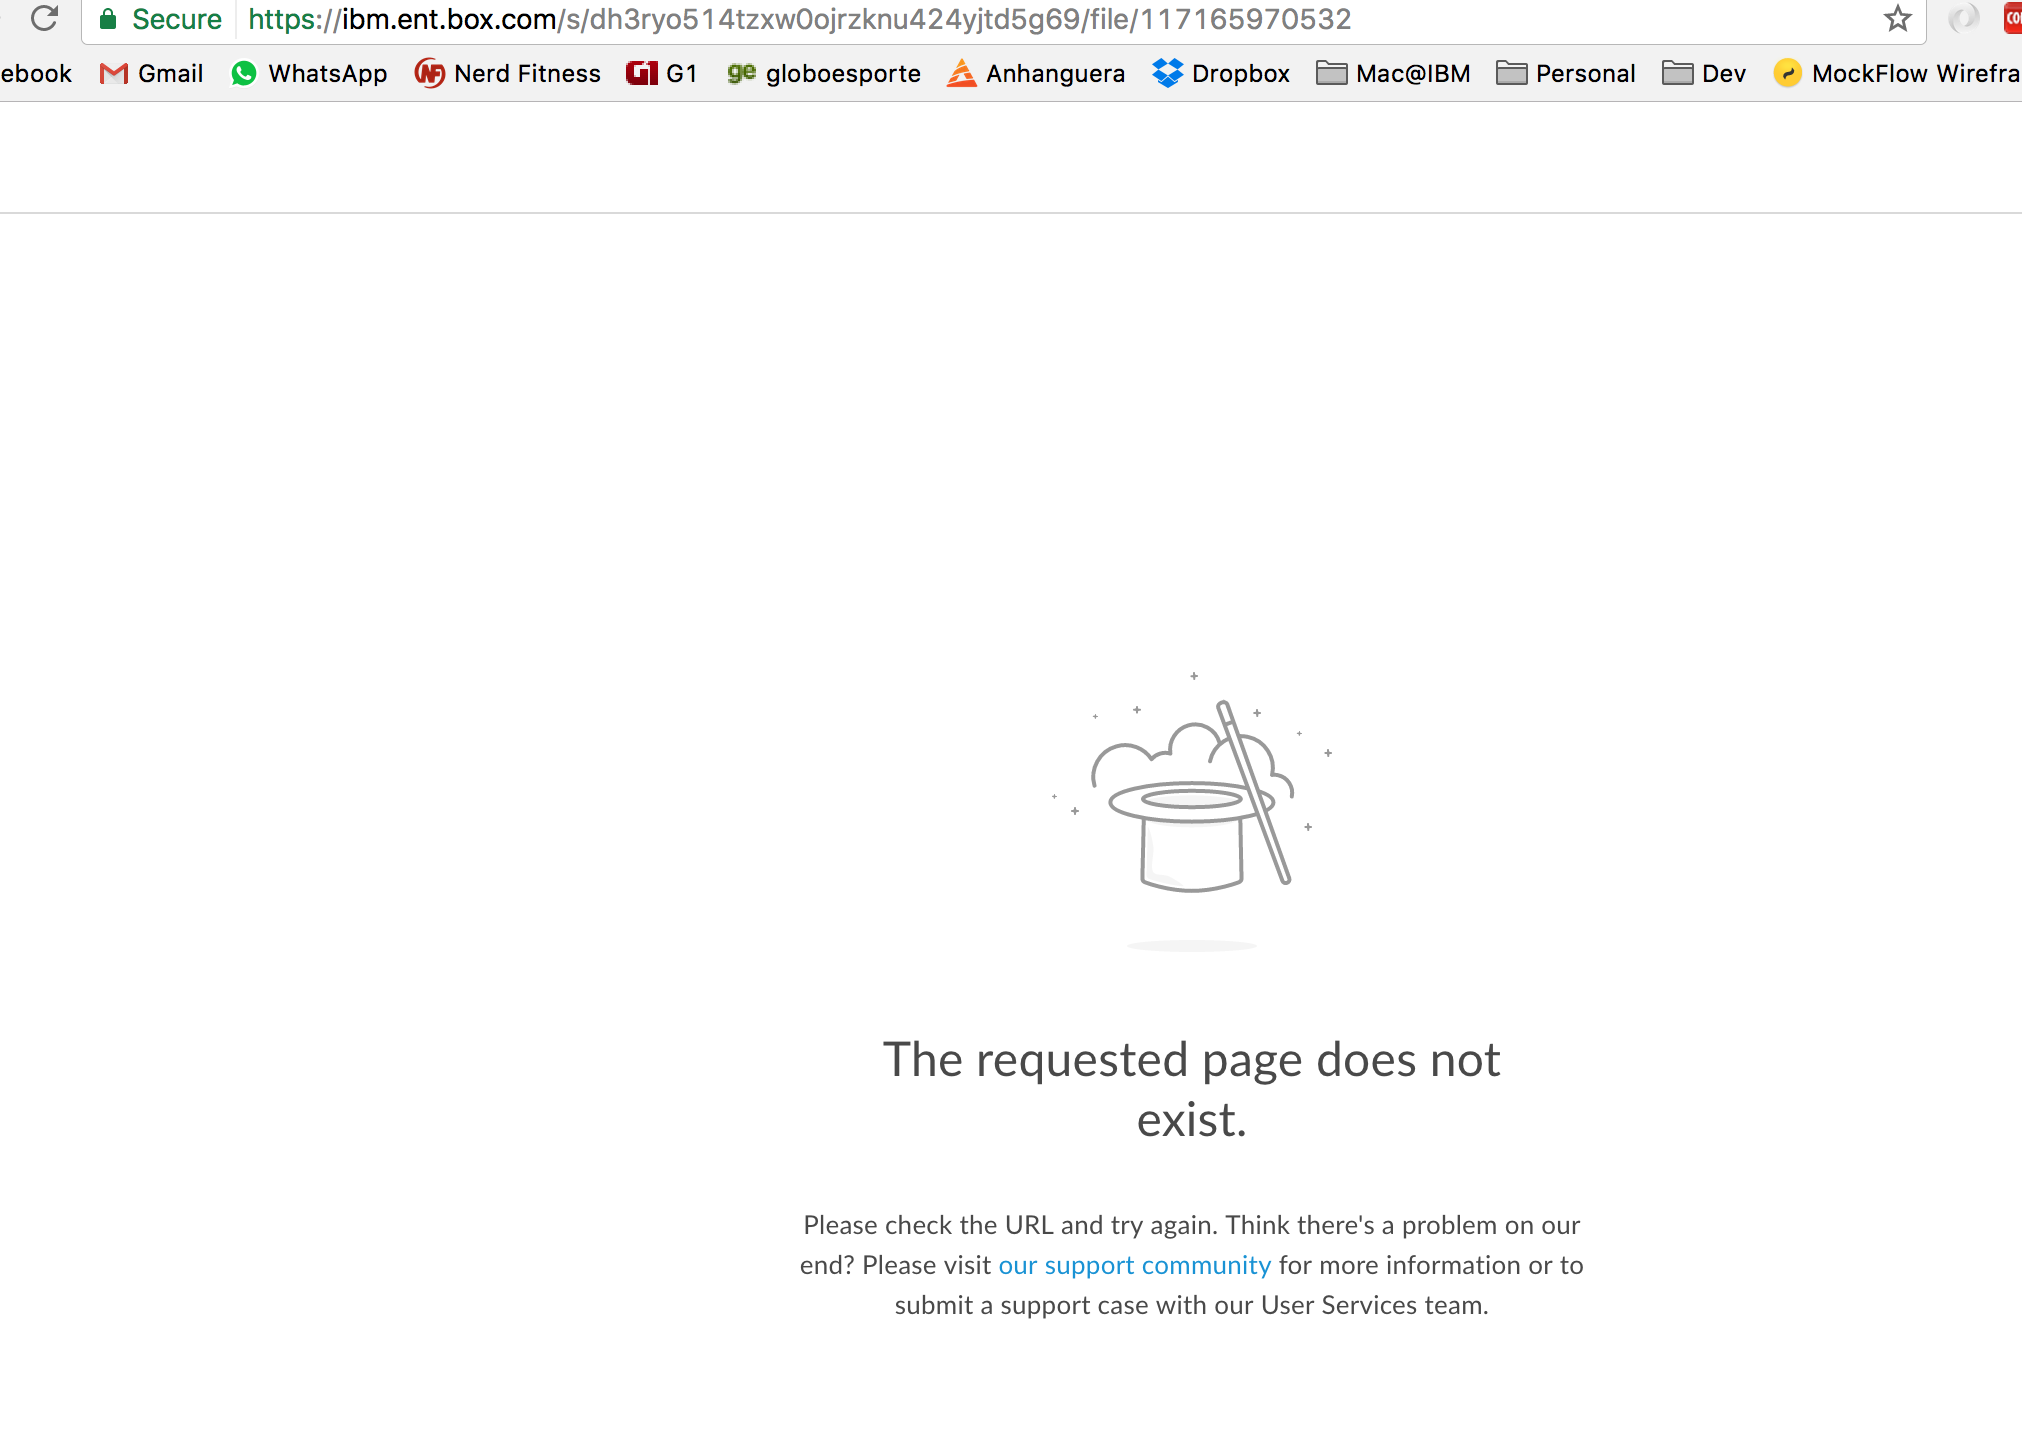 Secure https://ibm.ent.box.com/s/dh3ryo514tzxw0ojrzknu424yjtd5g69/file/117165970532
ebook Gmail WhatsApp NF Nerd Fitness G1 G1 ge globoesporte Anhanguera Dropbox Mac@IBM Personal Dev MockFlow Wirefra
The requested page does not
exist.
Please check the URL and try again. Think there's a problem on our
end? Please visit our support community for more information or to
submit a support case with our User Services team.